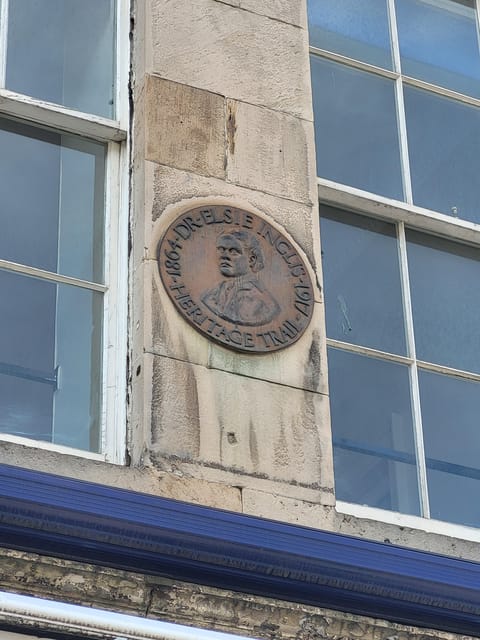 1864·DR·ELSIE INGLIS·1917
·HERITAGE TRAIL·